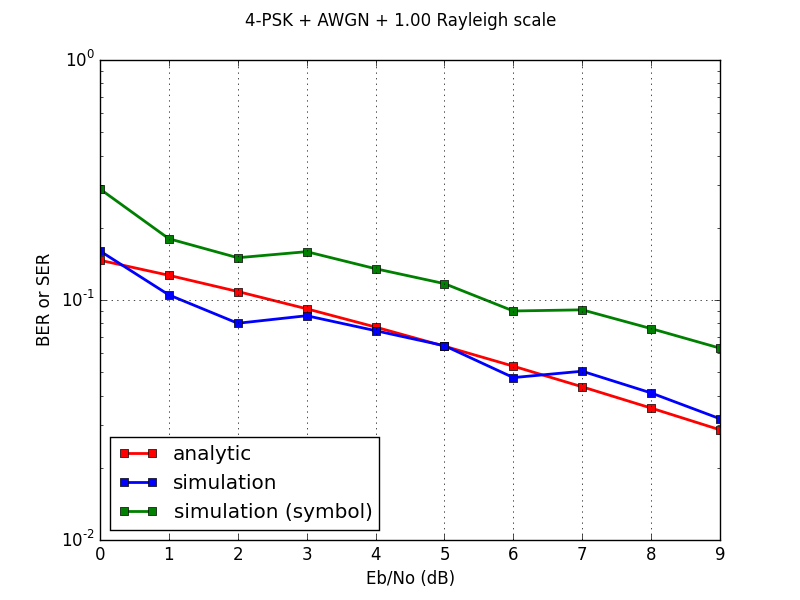 4-PSK + AWGN + 1.00 Rayleigh scale
10^0
10^-1
10^-2
BER or SER
analytic
simulation
simulation (symbol)
0 1 2 3 4 5 6 7 8 9
Eb/No (dB)